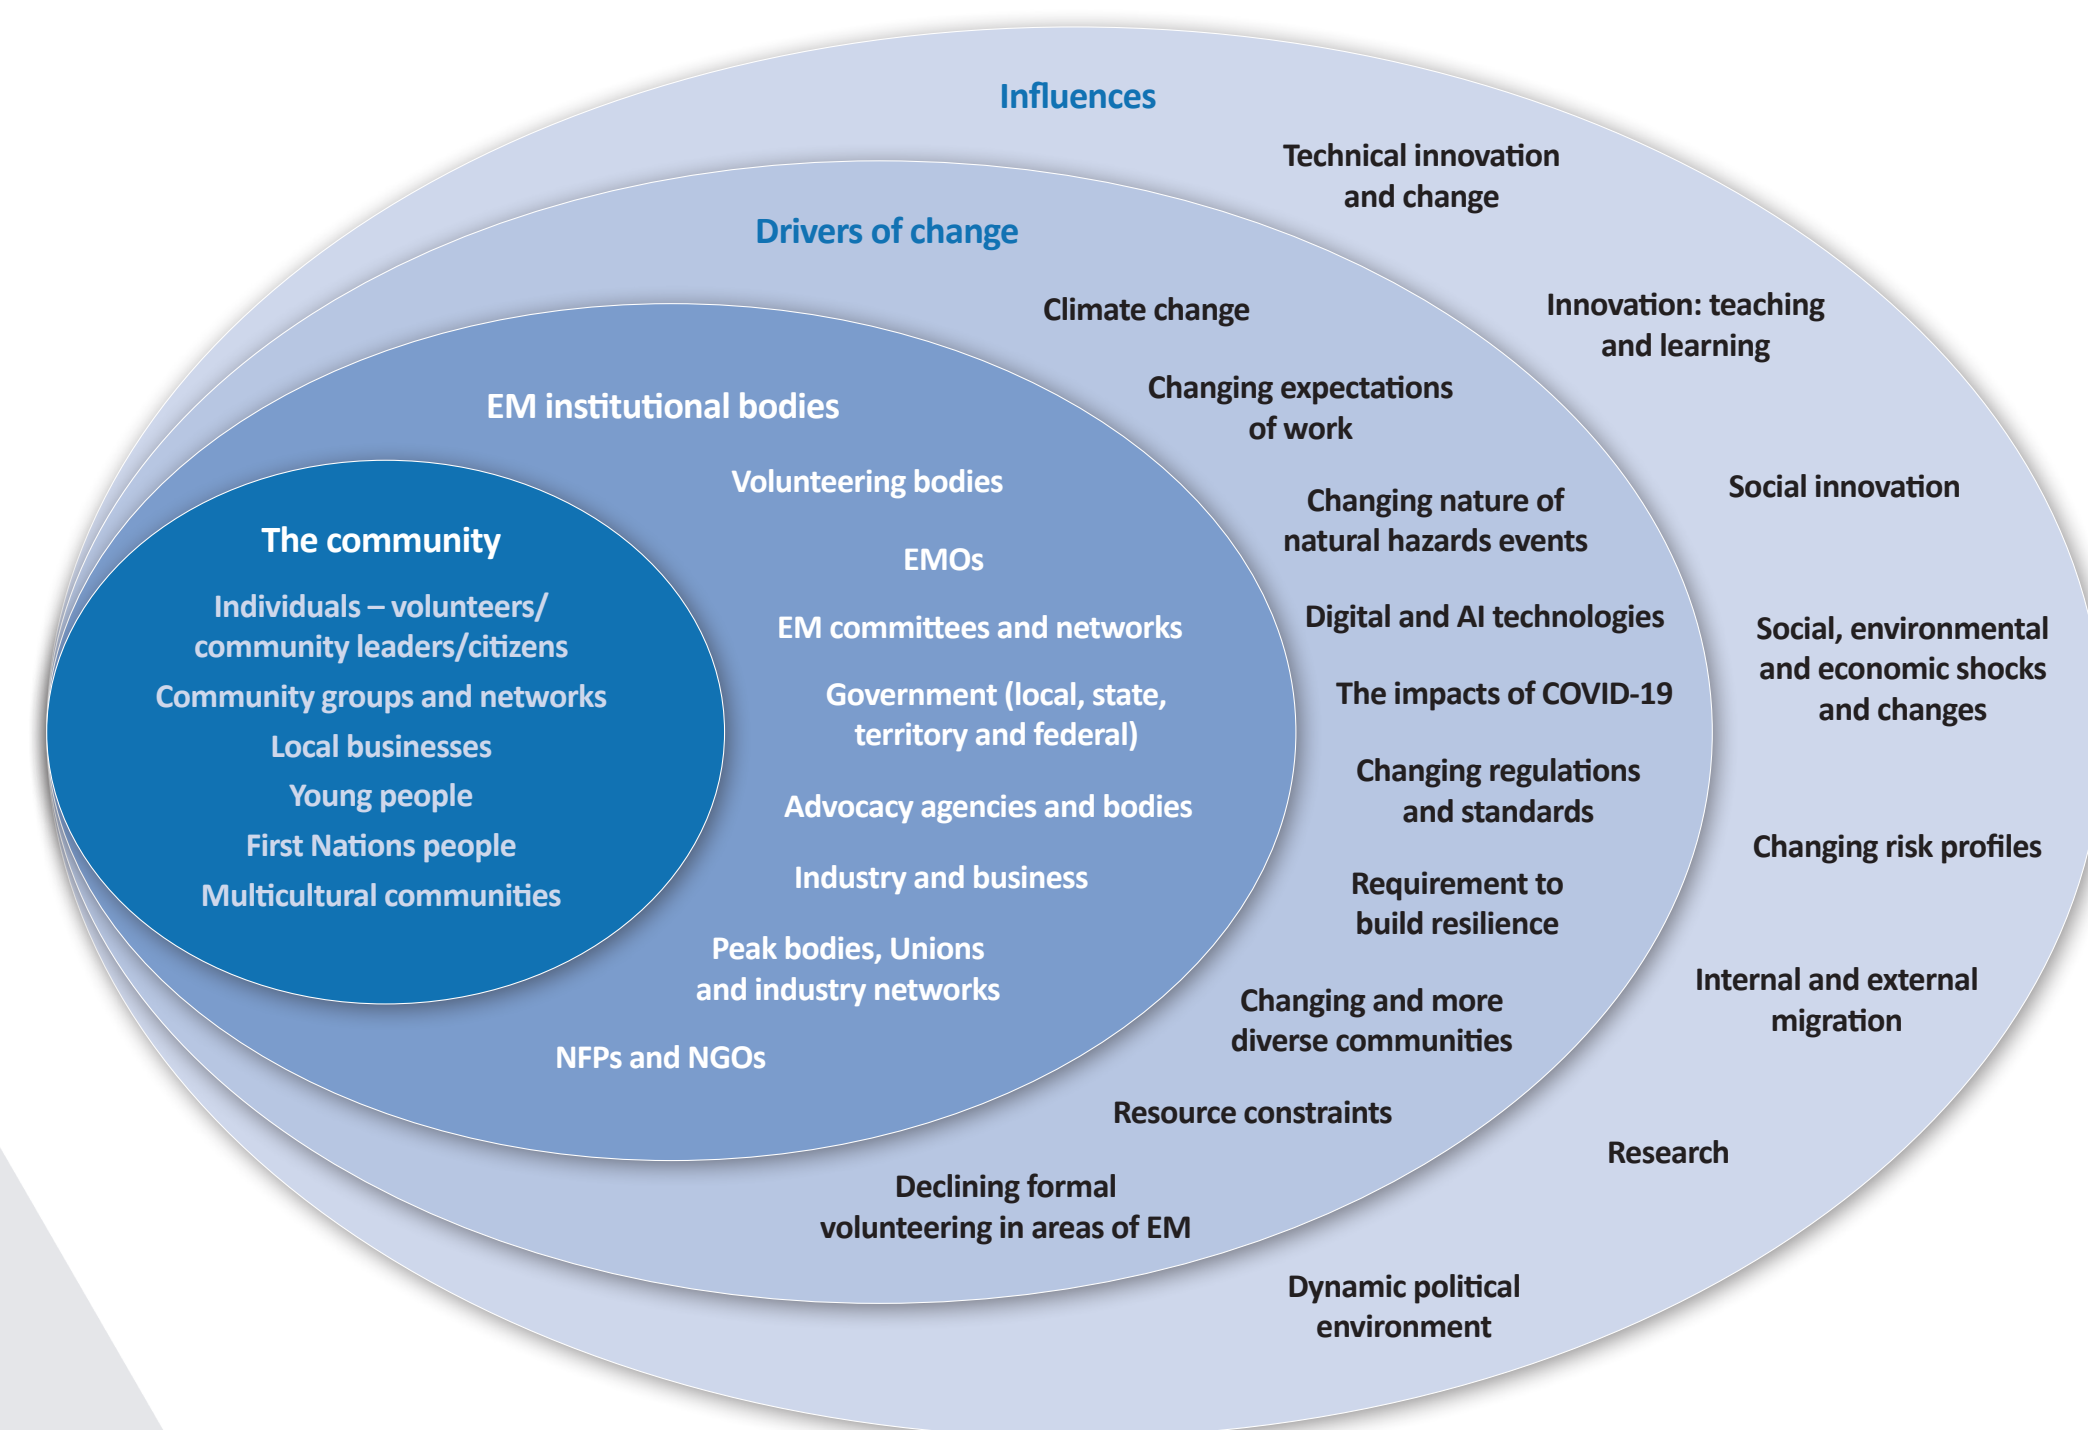 Influences
Technical innovation
and change
Innovation: teaching
and learning
Social innovation
Social, environmental
and economic shocks
and changes
Changing risk profiles
Internal and external
migration
Research
Dynamic political
environment
Drivers of change
Climate change
Changing expectations
of work
Changing nature of
natural hazards events
Digital and AI technologies
The impacts of COVID-19
Changing regulations
and standards
Requirement to
build resilience
Changing and more
diverse communities
Resource constraints
Declining formal
volunteering in areas of EM
EM institutional bodies
Volunteering bodies
EMOs
EM committees and networks
Government (local, state,
territory and federal)
Advocacy agencies and bodies
Industry and business
Peak bodies, Unions
and industry networks
NFPs and NGOs
The community
Individuals – volunteers/
community leaders/citizens
Community groups and networks
Local businesses
Young people
First Nations people
Multicultural communities